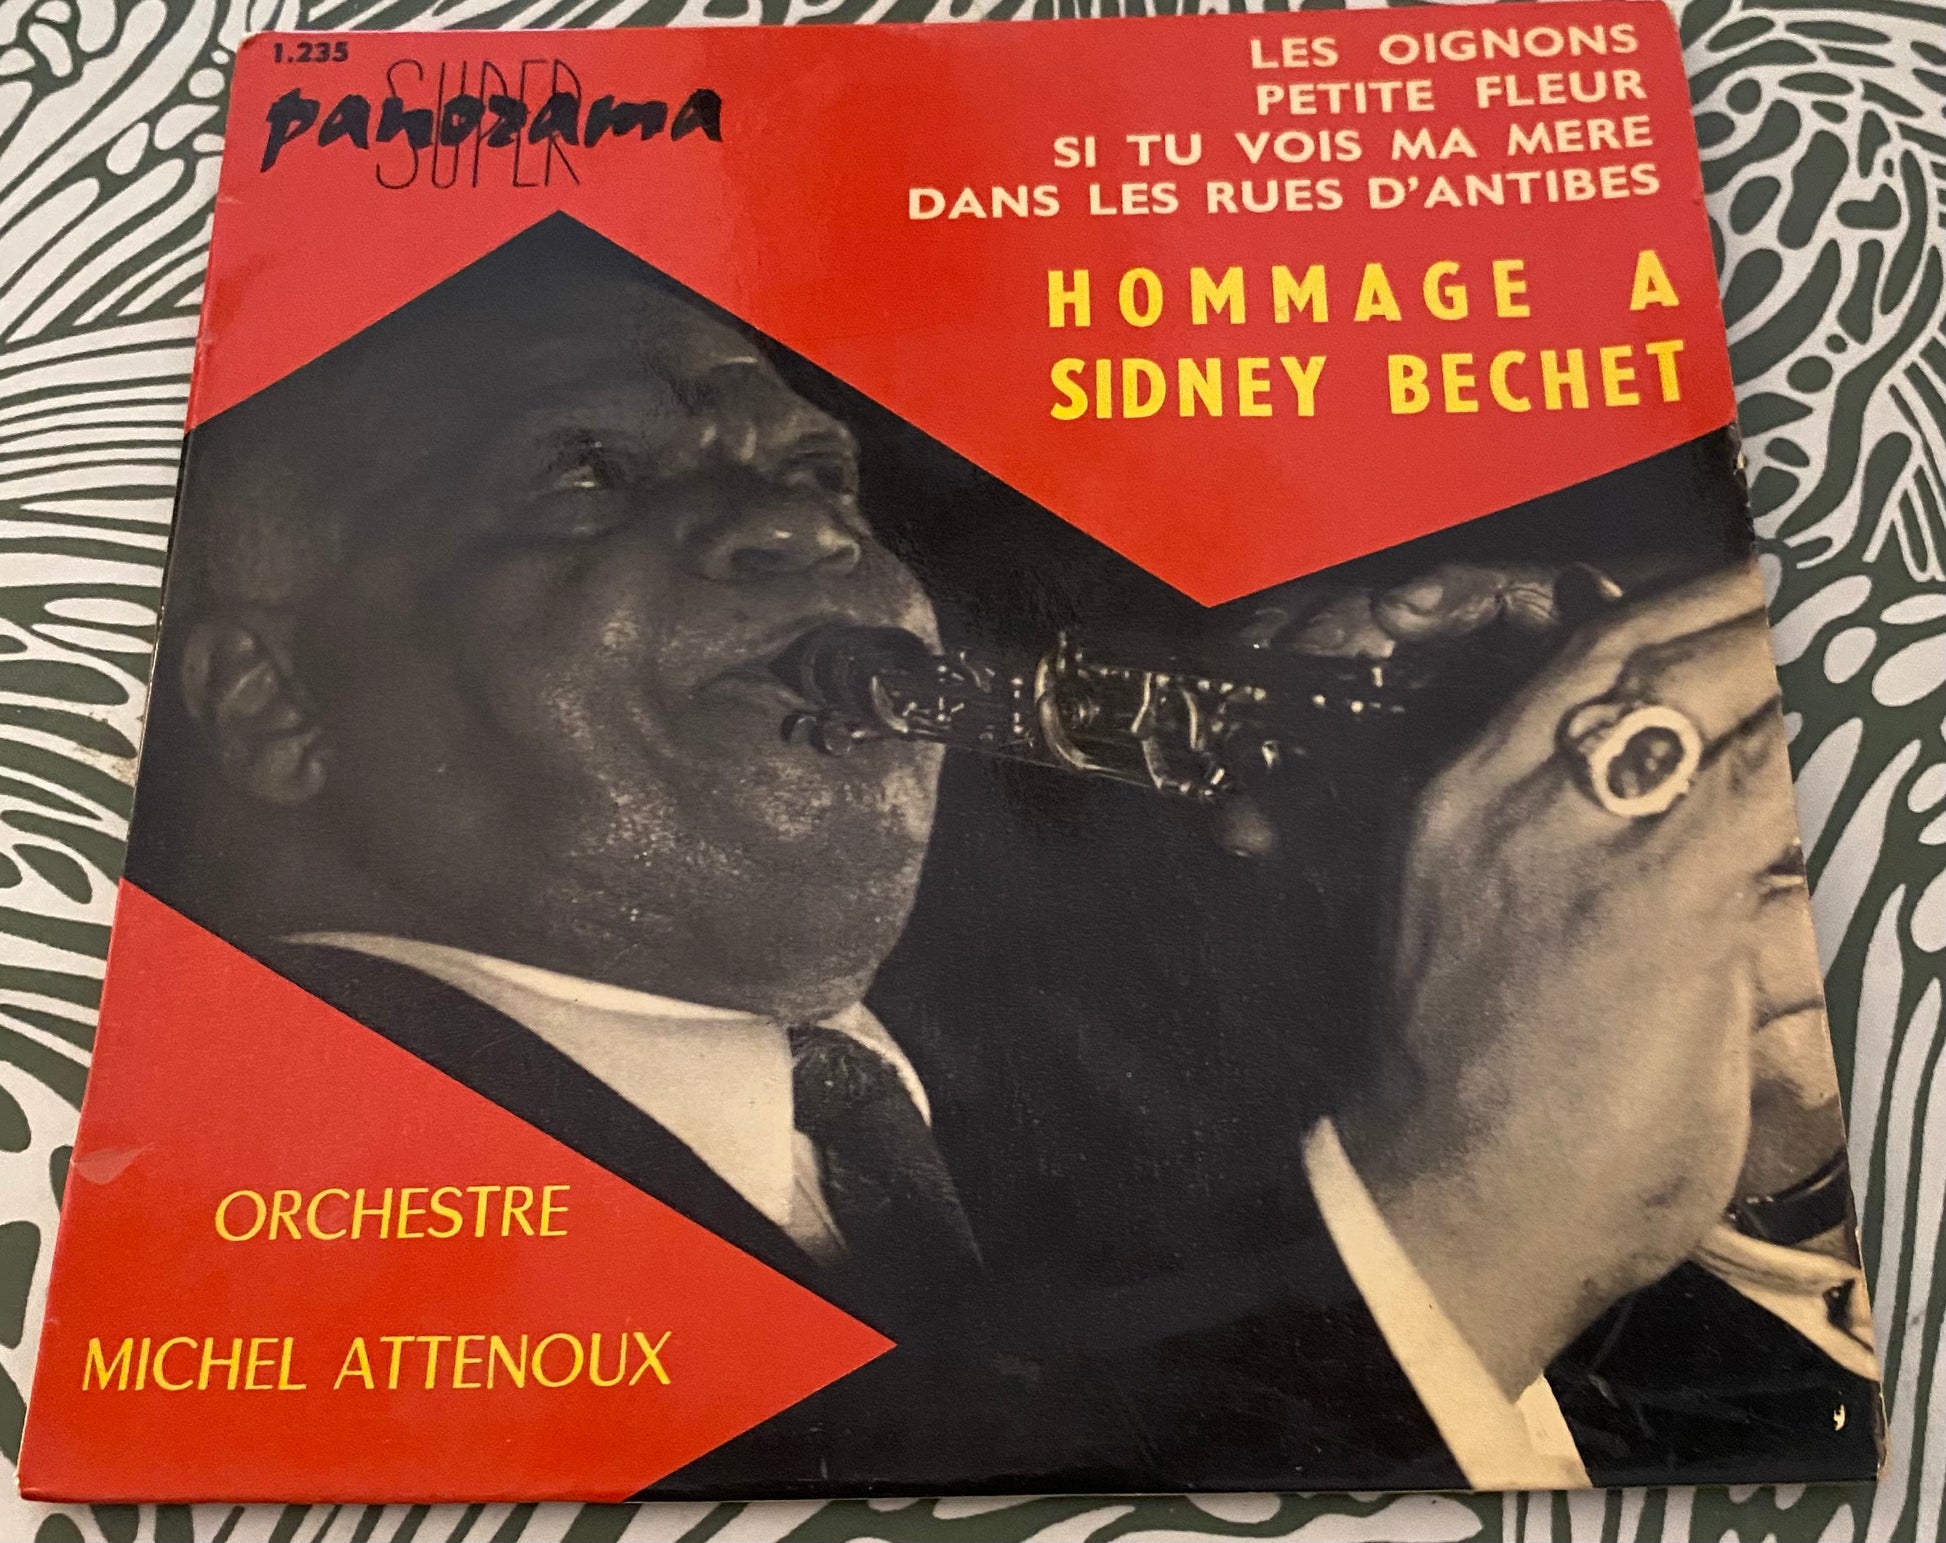 1.235
SUPER
panorama
SUPER
LES OIGNONS
PETITE FLEUR
SI TU VOIS MA MERE
DANS LES RUES D'ANTIBES
HOMMAGE A
SIDNEY BECHET
ORCHESTRE
MICHEL ATTENOUX